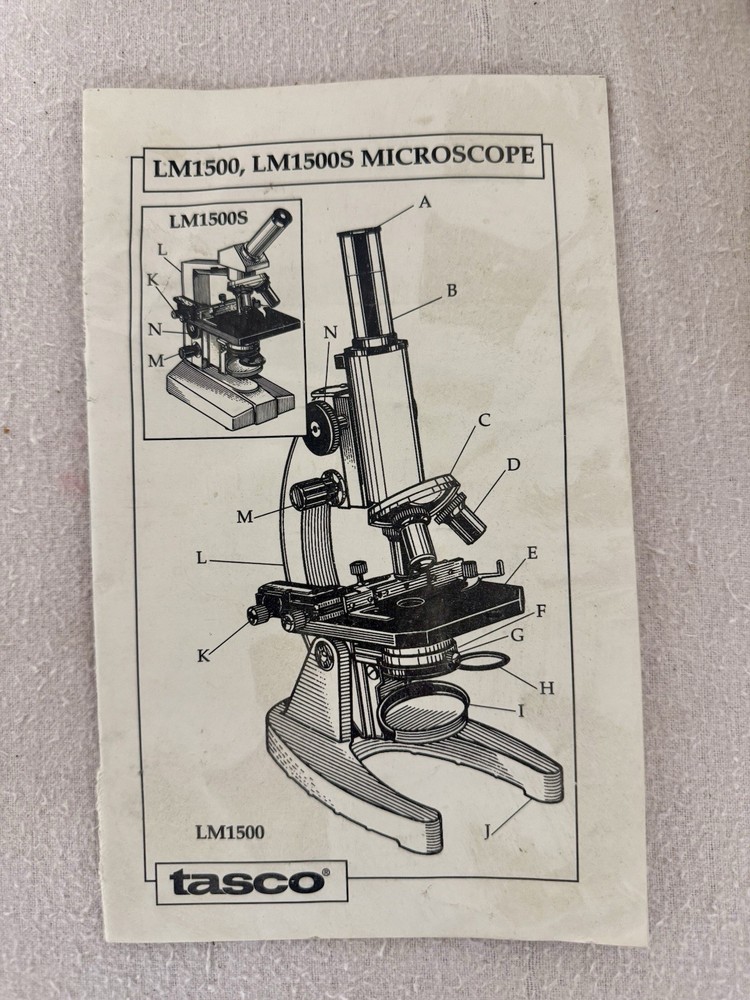 LM1500, LM1500S MICROSCOPE
LM1500S
L
K
N
M
A
B
N
C
D
M
E
L
F
G
K
H
I
J
LM1500
tasco®